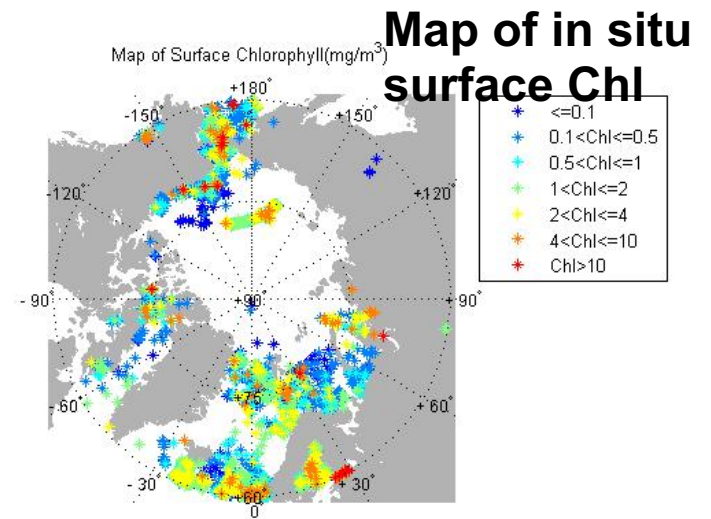 Map of in situ
surface Chl
Map of Surface Chlorophyll(mg/m³)
+180°
-150°
+150°
-120°
+120°
- 90°
+90°
+ 90°
+75°
- 60°
+ 60°
- 30°
+ 30°
+60°
0
<=0.1
0.1<Chl<=0.5
0.5<Chl<=1
1<Chl<=2
2<Chl<=4
4<Chl<=10
Chl>10